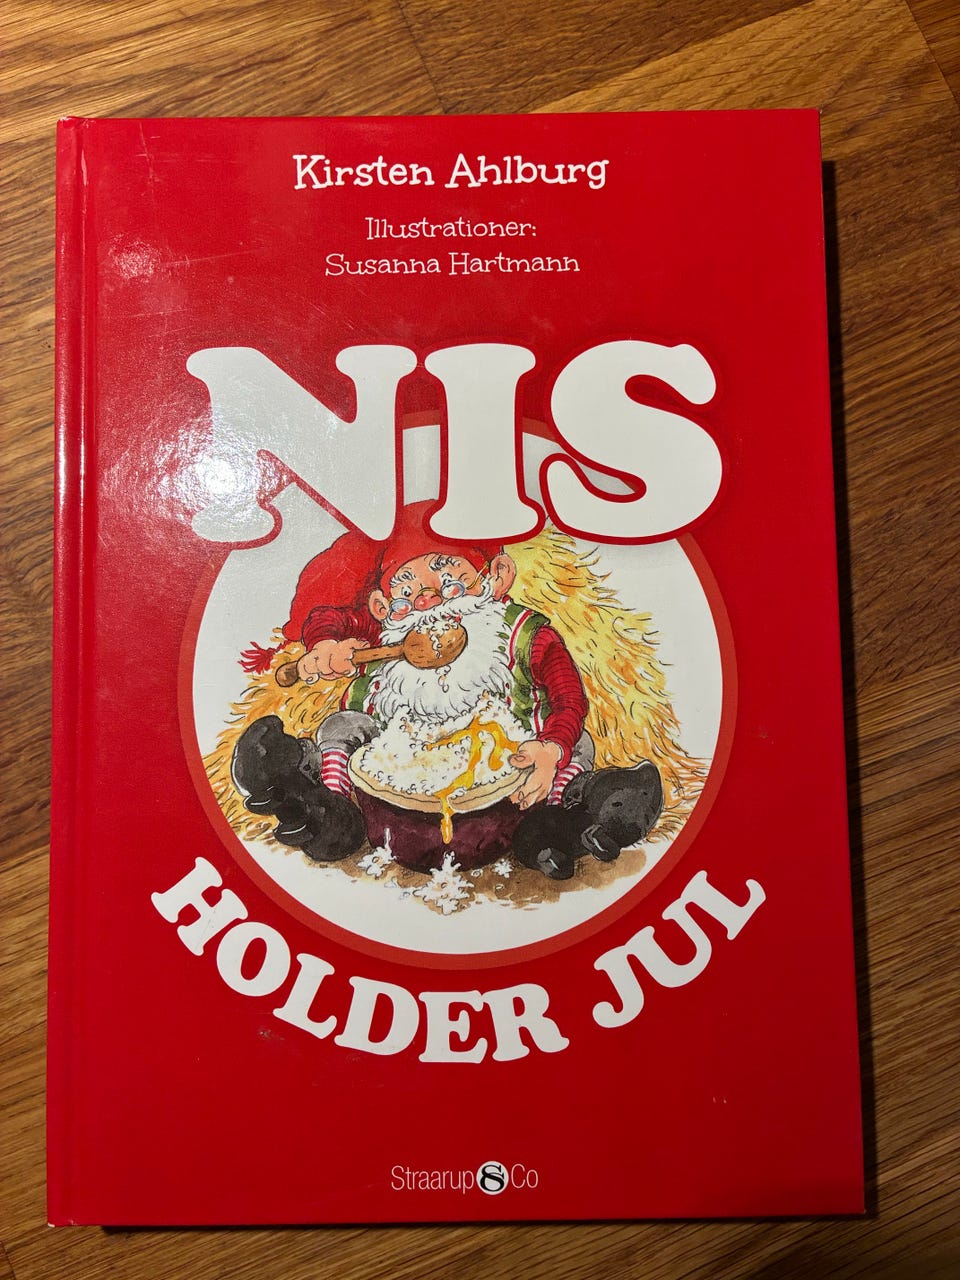 Kirsten Ahlburg
Illustrationer:
Susanna Hartmann
NIS
HOLDER JUL
Straarup & Co